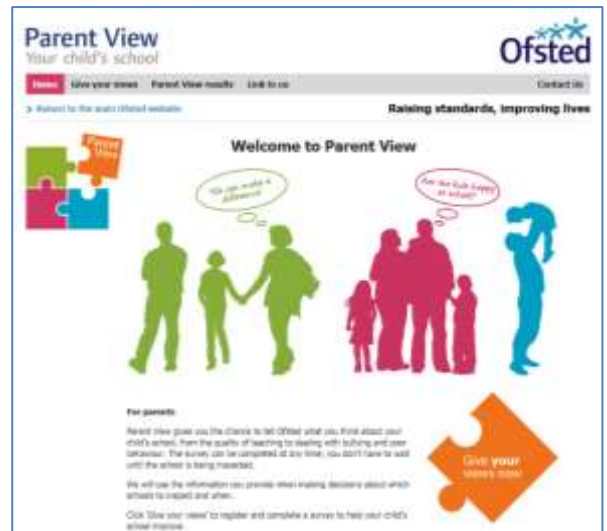 Parent View
Your child's school
Ofsted
Home Give your views Parent View results Link to us Contact Us
Return to the main Ofsted website
Raising standards, improving lives
Parent View
Welcome to Parent View
We can make a difference
Are the kids happy at school?
For parents
Parent View gives you the chance to tell Ofsted what you think about your
child's school, from the quality of teaching to dealing with bullying and poor
behaviour. The survey can be completed at any time, you don't have to wait
until the school is being inspected.
We will use the information you provide when making decisions about which
schools to inspect and when.
Click 'Give your views' to register and complete a survey to help your child's
school improve.
Give your
views now